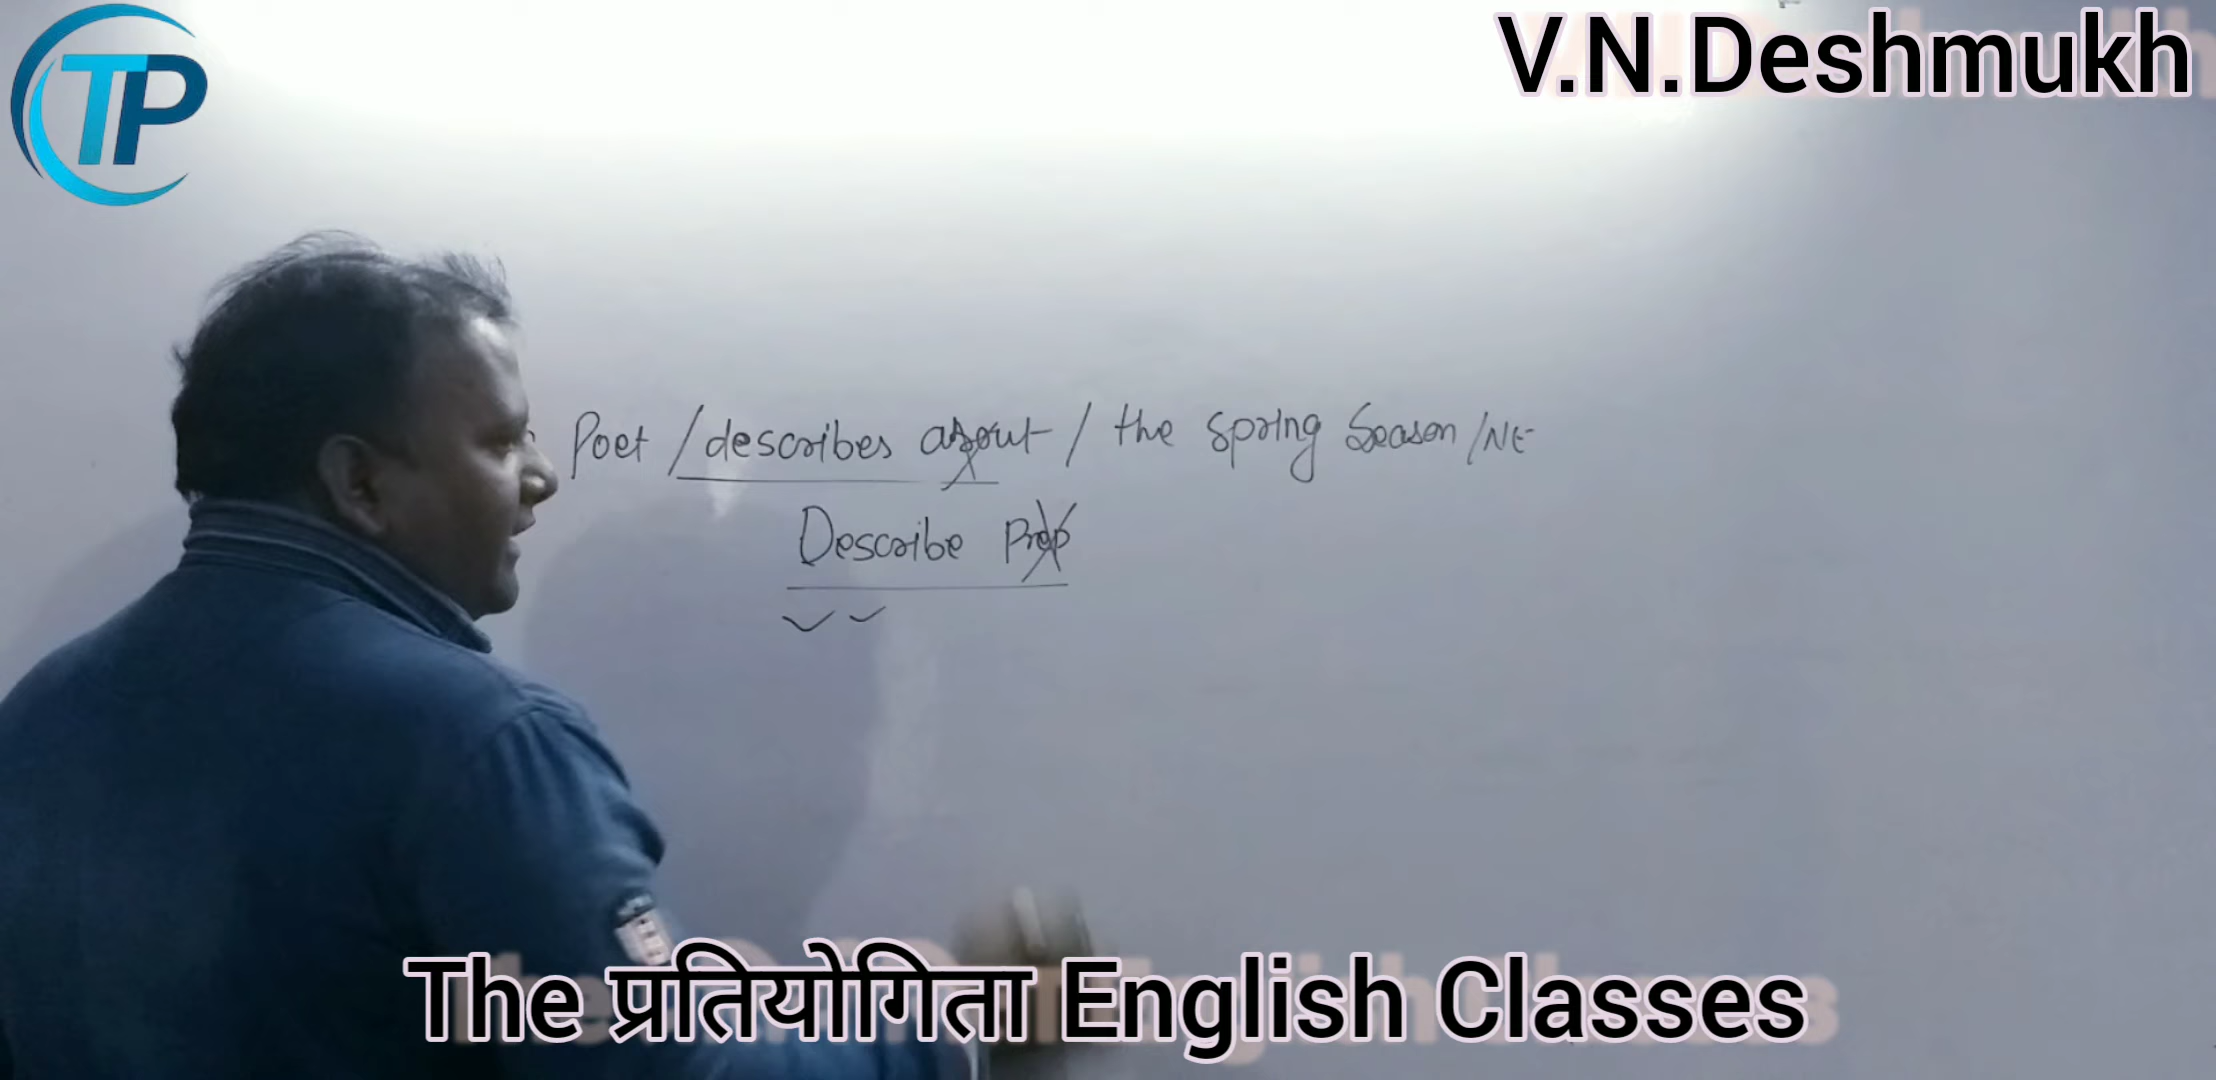 TP
V.N.Deshmukh
Poet / describes about / the spring season / NE
Describe Prep
The प्रतियोगिता English Classes